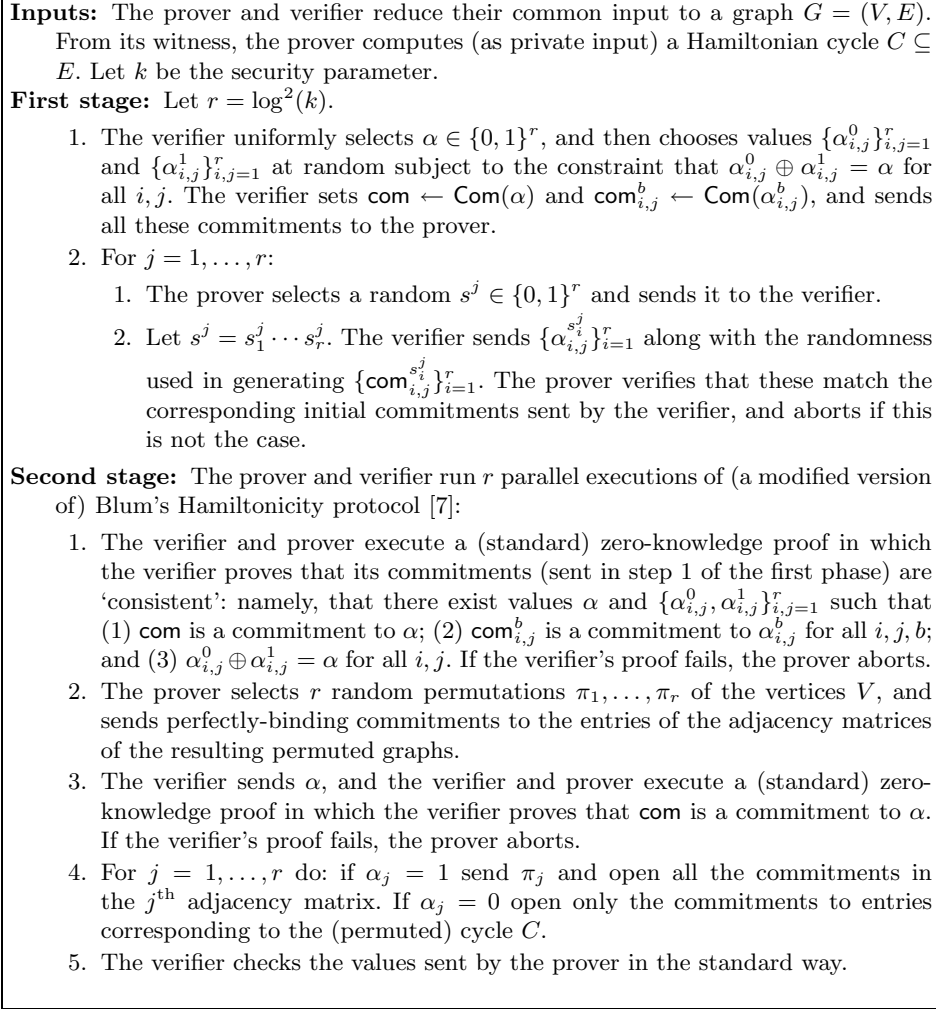 Inputs: The prover and verifier reduce their common input to a graph G = (V, E).
From its witness, the prover computes (as private input) a Hamiltonian cycle C ⊆
E. Let k be the security parameter.
First stage: Let r = log²(k).
1. The verifier uniformly selects α ∈ {0, 1}^r, and then chooses values {α^0_{i,j}}^r_{i,j=1}
and {α^1_{i,j}}^r_{i,j=1} at random subject to the constraint that α^0_{i,j} ⊕ α^1_{i,j} = α for
all i, j. The verifier sets com ← Com(α) and com^b_{i,j} ← Com(α^b_{i,j}), and sends
all these commitments to the prover.
2. For j = 1, . . . , r:
1. The prover selects a random s^j ∈ {0, 1}^r and sends it to the verifier.
2. Let s^j = s^j_1 · · · s^j_r. The verifier sends {α^{s^j_i}_{i,j}}^r_{i=1} along with the randomness
used in generating {com^{s^j_i}_{i,j}}^r_{i=1}. The prover verifies that these match the
corresponding initial commitments sent by the verifier, and aborts if this
is not the case.
Second stage: The prover and verifier run r parallel executions of (a modified version
of) Blum's Hamiltonicity protocol [7]:
1. The verifier and prover execute a (standard) zero-knowledge proof in which
the verifier proves that its commitments (sent in step 1 of the first phase) are
'consistent': namely, that there exist values α and {α^0_{i,j}, α^1_{i,j}}^r_{i,j=1} such that
(1) com is a commitment to α; (2) com^b_{i,j} is a commitment to α^b_{i,j} for all i, j, b;
and (3) α^0_{i,j} ⊕ α^1_{i,j} = α for all i, j. If the verifier's proof fails, the prover aborts.
2. The prover selects r random permutations π_1, . . . , π_r of the vertices V, and
sends perfectly-binding commitments to the entries of the adjacency matrices
of the resulting permuted graphs.
3. The verifier sends α, and the verifier and prover execute a (standard) zero-
knowledge proof in which the verifier proves that com is a commitment to α.
If the verifier's proof fails, the prover aborts.
4. For j = 1, . . . , r do: if α_j = 1 send π_j and open all the commitments in
the j^th adjacency matrix. If α_j = 0 open only the commitments to entries
corresponding to the (permuted) cycle C.
5. The verifier checks the values sent by the prover in the standard way.